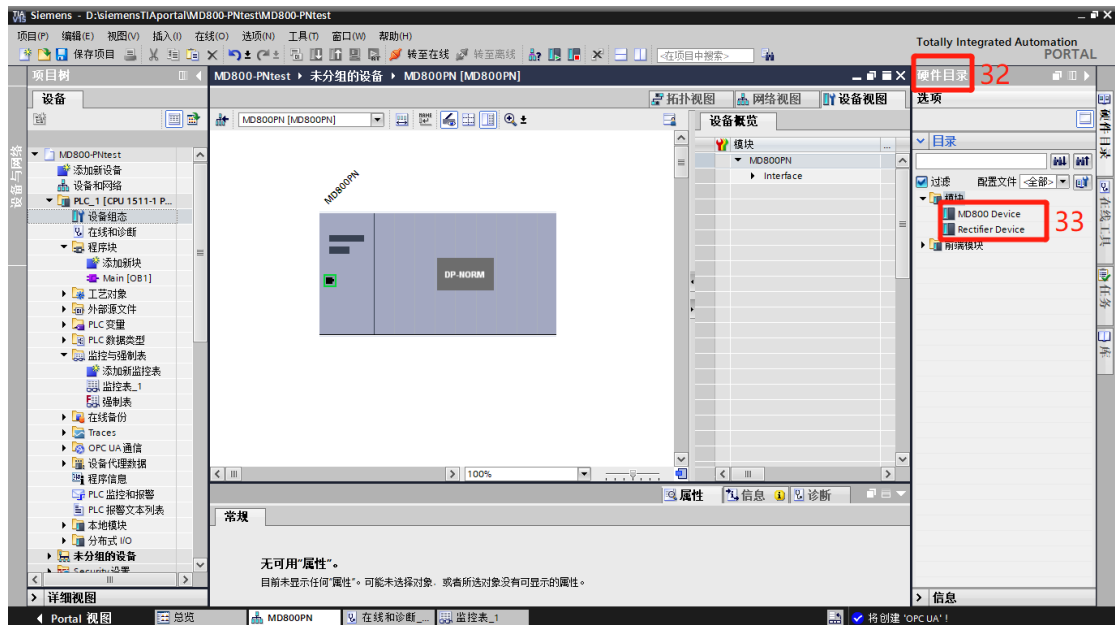 Siemens - D:\siemensTIAportal\MD800-PNtest\MD800-PNtest
项目(P) 编辑(E) 视图(V) 插入(I) 在线(O) 选项(N) 工具(T) 窗口(W) 帮助(H)
Totally Integrated Automation
PORTAL
保存项目 转至在线 转至离线 <在项目中搜索>
项目树
MD800-PNtest 未分组的设备 MD800PN [MD800PN]
硬件目录 32
设备
拓扑视图 网络视图 设备视图
选项
MD800PN [MD800PN]
设备概览
模块 ...
MD800PN
Interface
目录
过滤 配置文件 <全部>
模块
MD800 Device
Rectifier Device
33
前端模块
MD800PN
DP-NORM
设备与网络
MD800-PNtest
添加新设备
设备和网络
PLC_1 [CPU 1511-1 P...
设备组态
在线和诊断
程序块
添加新块
Main [OB1]
工艺对象
外部源文件
PLC 变量
PLC 数据类型
监控与强制表
添加新监控表
监控表_1
强制表
在线备份
Traces
OPC UA 通信
设备代理数据
程序信息
PLC 监控和报警
PLC 报警文本列表
本地模块
分布式 I/O
未分组的设备
Security 设置
详细视图
100%
属性 信息 诊断
常规
无可用“属性”。
目前未显示任何“属性”。可能未选择对象，或者所选对象没有可显示的属性。
硬件目录
在线工具
任务
库
信息
Portal 视图 总览 MD800PN 在线和诊断_... 监控表_1
将创建 'OPC UA' !